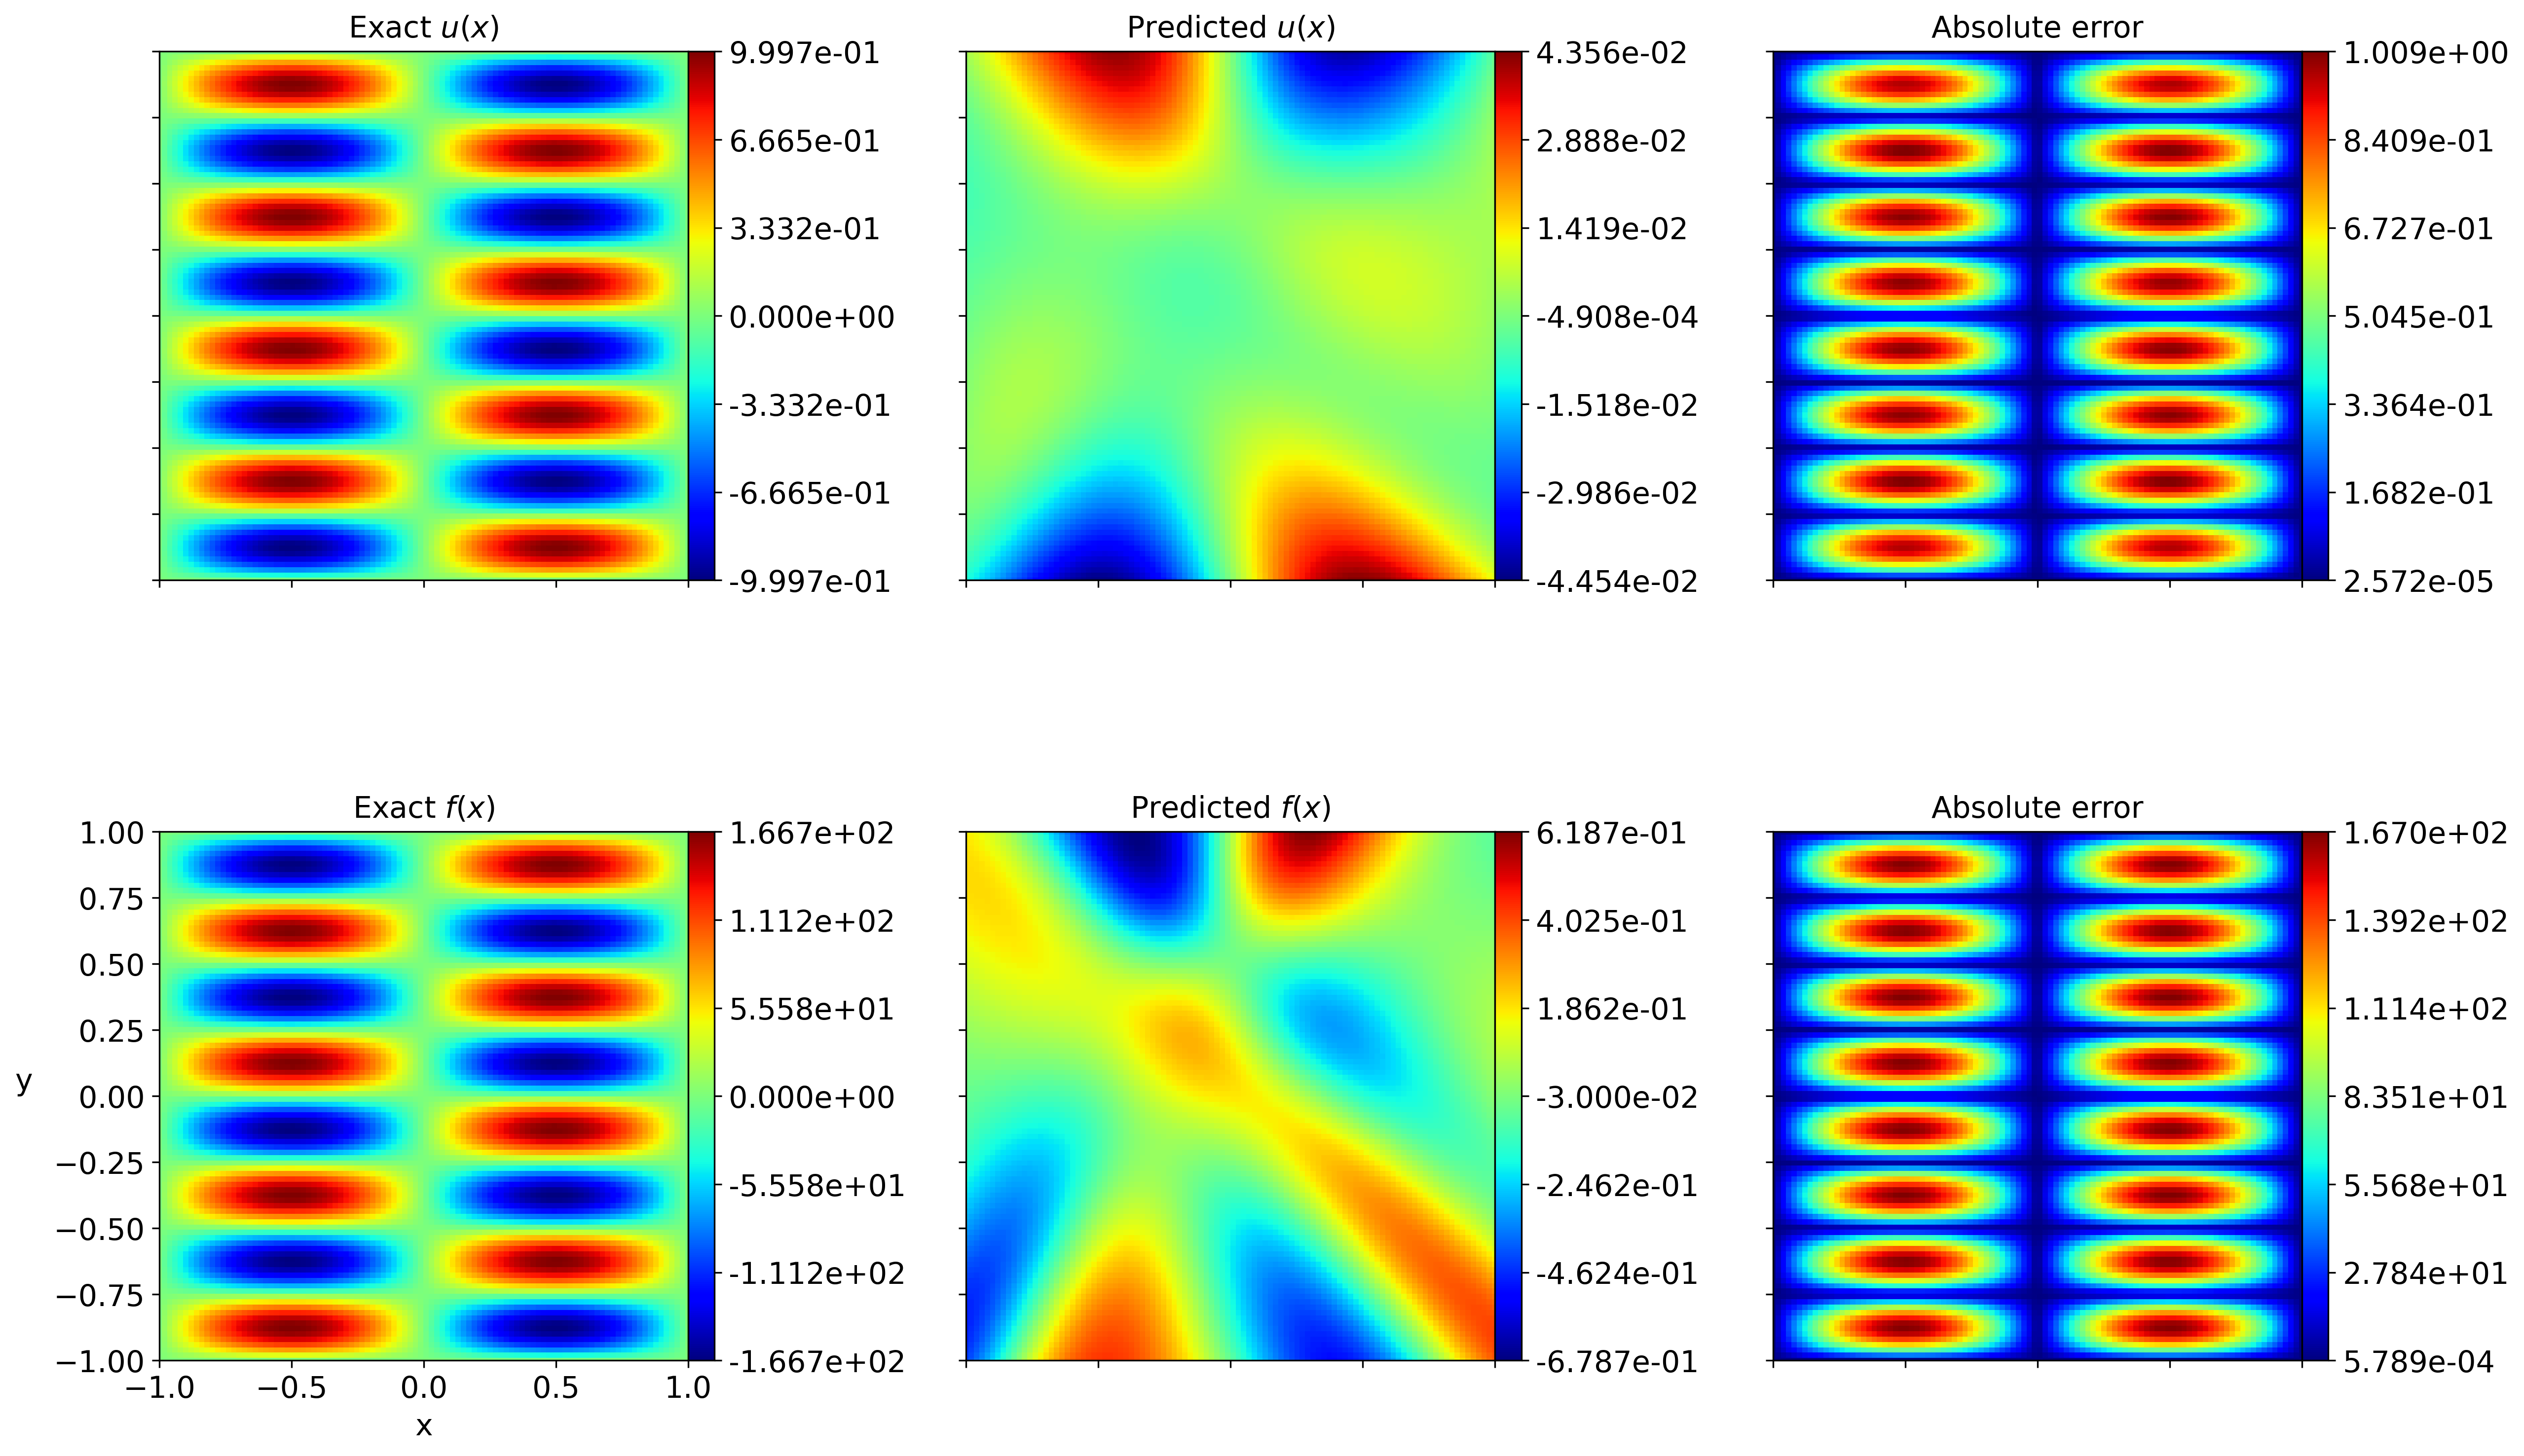 Exact u(x)
9.997e-01
6.665e-01
3.332e-01
0.000e+00
-3.332e-01
-6.665e-01
-9.997e-01
Predicted u(x)
4.356e-02
2.888e-02
1.419e-02
-4.908e-04
-1.518e-02
-2.986e-02
-4.454e-02
Absolute error
1.009e+00
8.409e-01
6.727e-01
5.045e-01
3.364e-01
1.682e-01
2.572e-05
Exact f(x)
1.00
0.75
0.50
0.25
0.00
−0.25
−0.50
−0.75
−1.00
y
−1.0
−0.5
0.0
0.5
1.0
x
1.667e+02
1.112e+02
5.558e+01
0.000e+00
-5.558e+01
-1.112e+02
-1.667e+02
Predicted f(x)
6.187e-01
4.025e-01
1.862e-01
-3.000e-02
-2.462e-01
-4.624e-01
-6.787e-01
Absolute error
1.670e+02
1.392e+02
1.114e+02
8.351e+01
5.568e+01
2.784e+01
5.789e-04